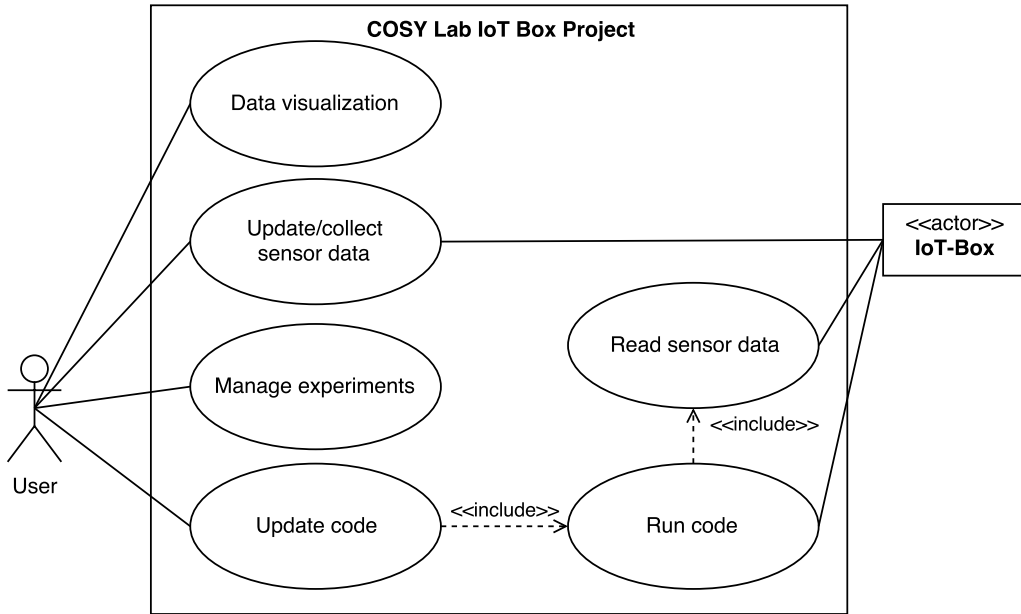 COSY Lab IoT Box Project
Data visualization
Update/collect
sensor data
<<actor>>
IoT-Box
Read sensor data
Manage experiments
<<include>>
User
Update code
<<include>>
Run code